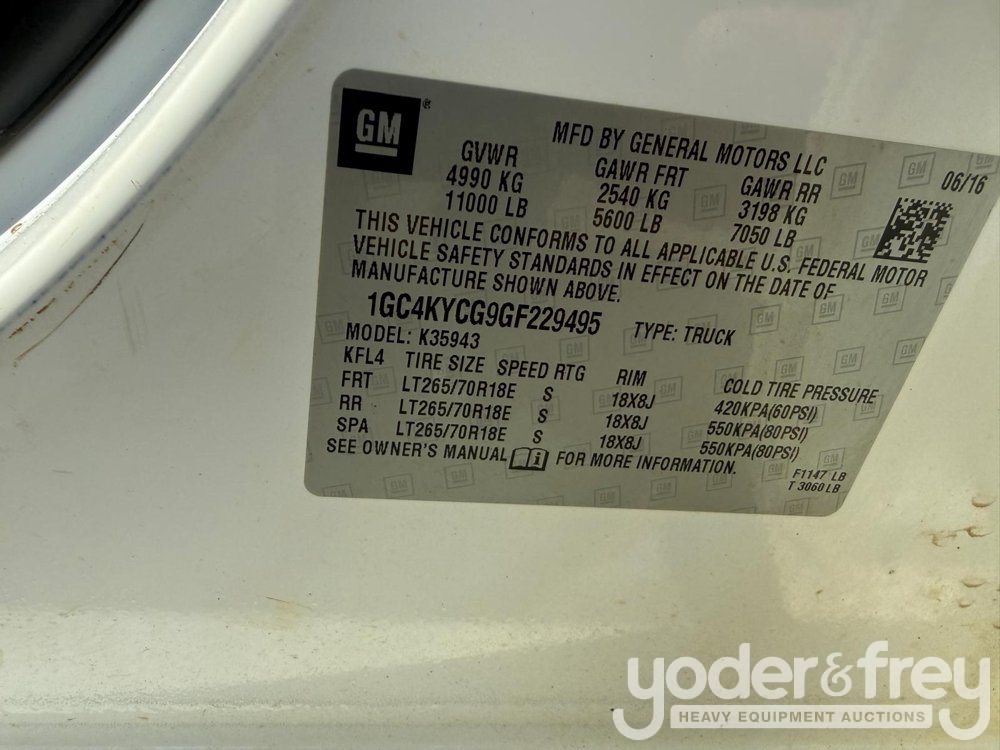 GM ®
MFD BY GENERAL MOTORS LLC
GVWR GAWR FRT GAWR RR 06/16
4990 KG 2540 KG 3198 KG
11000 LB 5600 LB 7050 LB
THIS VEHICLE CONFORMS TO ALL APPLICABLE U.S. FEDERAL MOTOR
VEHICLE SAFETY STANDARDS IN EFFECT ON THE DATE OF
MANUFACTURE SHOWN ABOVE.
1GC4KYCG9GF229495 TYPE: TRUCK
MODEL: K35943
KFL4 TIRE SIZE SPEED RTG RIM COLD TIRE PRESSURE
FRT LT265/70R18E S 18X8J 420KPA(60PSI)
RR LT265/70R18E S 18X8J 550KPA(80PSI)
SPA LT265/70R18E S 18X8J 550KPA(80PSI)
SEE OWNER'S MANUAL i FOR MORE INFORMATION.
F1147 LB
T 3060 LB
yoder&frey
HEAVY EQUIPMENT AUCTIONS